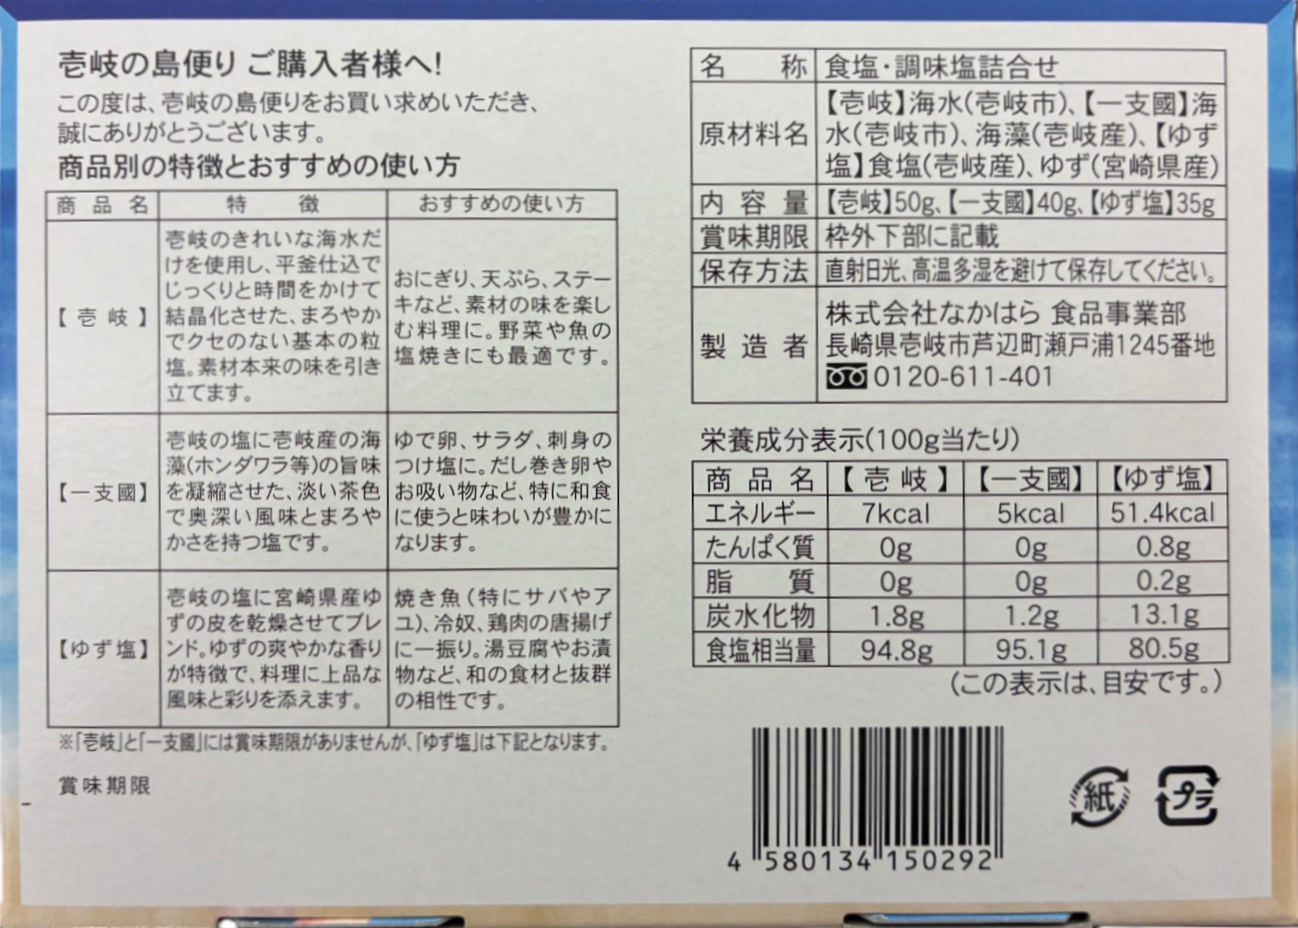 壱岐の島便り ご購入者様へ!
この度は、壱岐の島便りをお買い求めいただき、
誠にありがとうございます。
商品別の特徴とおすすめの使い方
商品名 特徴 おすすめの使い方
【壱岐】
壱岐のきれいな海水だ
けを使用し、平釜仕込で
じっくりと時間をかけて
結晶化させた、まろやか
でクセのない基本の粒
塩。素材本来の味を引き
立てます。
おにぎり、天ぷら、ステー
キなど、素材の味を楽し
む料理に。野菜や魚の
塩焼きにも最適です。
【一支國】
壱岐の塩に壱岐産の海
藻(ホンダワラ等)の旨味
を凝縮させた、淡い茶色
で奥深い風味とまろや
かさを持つ塩です。
ゆで卵、サラダ、刺身の
つけ塩に。だし巻き卵や
お吸い物など、特に和食
に使うと味わいが豊かに
なります。
【ゆず塩】
壱岐の塩に宮崎県産ゆ
ずの皮を乾燥させてブレ
ンド。ゆずの爽やかな香り
が特徴で、料理に上品な
風味と彩りを添えます。
焼き魚(特にサバやア
ユ)、冷奴、鶏肉の唐揚げ
に一振り。湯豆腐やお漬
物など、和の食材と抜群
の相性です。
※「壱岐」と「一支國」には賞味期限がありませんが、「ゆず塩」は下記となります。
賞味期限
名称 食塩・調味塩詰合せ
原材料名
【壱岐】海水(壱岐市)、【一支國】海
水(壱岐市)、海藻(壱岐産)、【ゆず
塩】食塩(壱岐産)、ゆず(宮崎県産)
内容量 【壱岐】50g、【一支國】40g、【ゆず塩】35g
賞味期限 枠外下部に記載
保存方法 直射日光、高温多湿を避けて保存してください。
製造者
株式会社なかはら 食品事業部
長崎県壱岐市芦辺町瀬戸浦1245番地
0120-611-401
栄養成分表示(100g当たり)
商品名 【壱岐】 【一支國】 【ゆず塩】
エネルギー 7kcal 5kcal 51.4kcal
たんぱく質 0g 0g 0.8g
脂質 0g 0g 0.2g
炭水化物 1.8g 1.2g 13.1g
食塩相当量 94.8g 95.1g 80.5g
(この表示は、目安です。)
4 580134 150292
紙 プラ